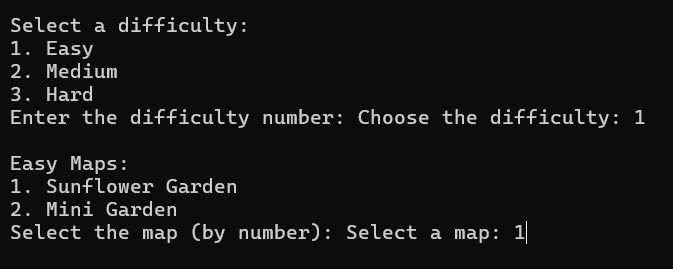 Select a difficulty:
1. Easy
2. Medium
3. Hard
Enter the difficulty number: Choose the difficulty: 1
Easy Maps:
1. Sunflower Garden
2. Mini Garden
Select the map (by number): Select a map: 1